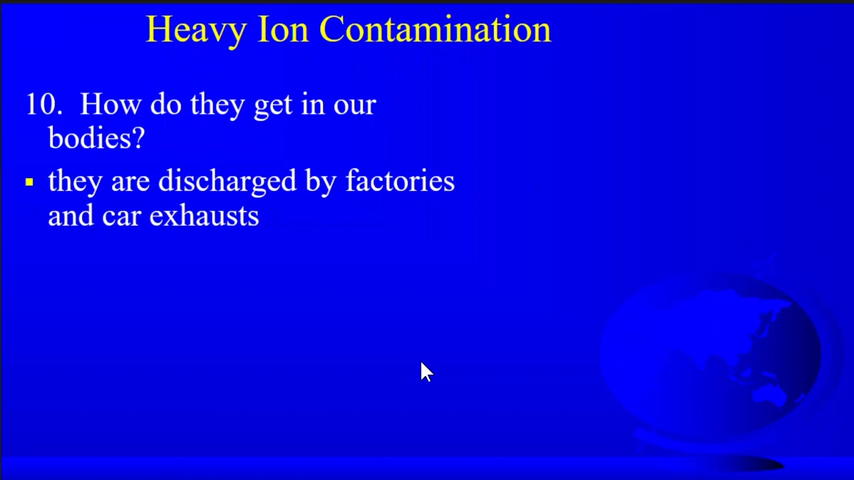 Heavy Ion Contamination
10. How do they get in our
bodies?
▪ they are discharged by factories
and car exhausts